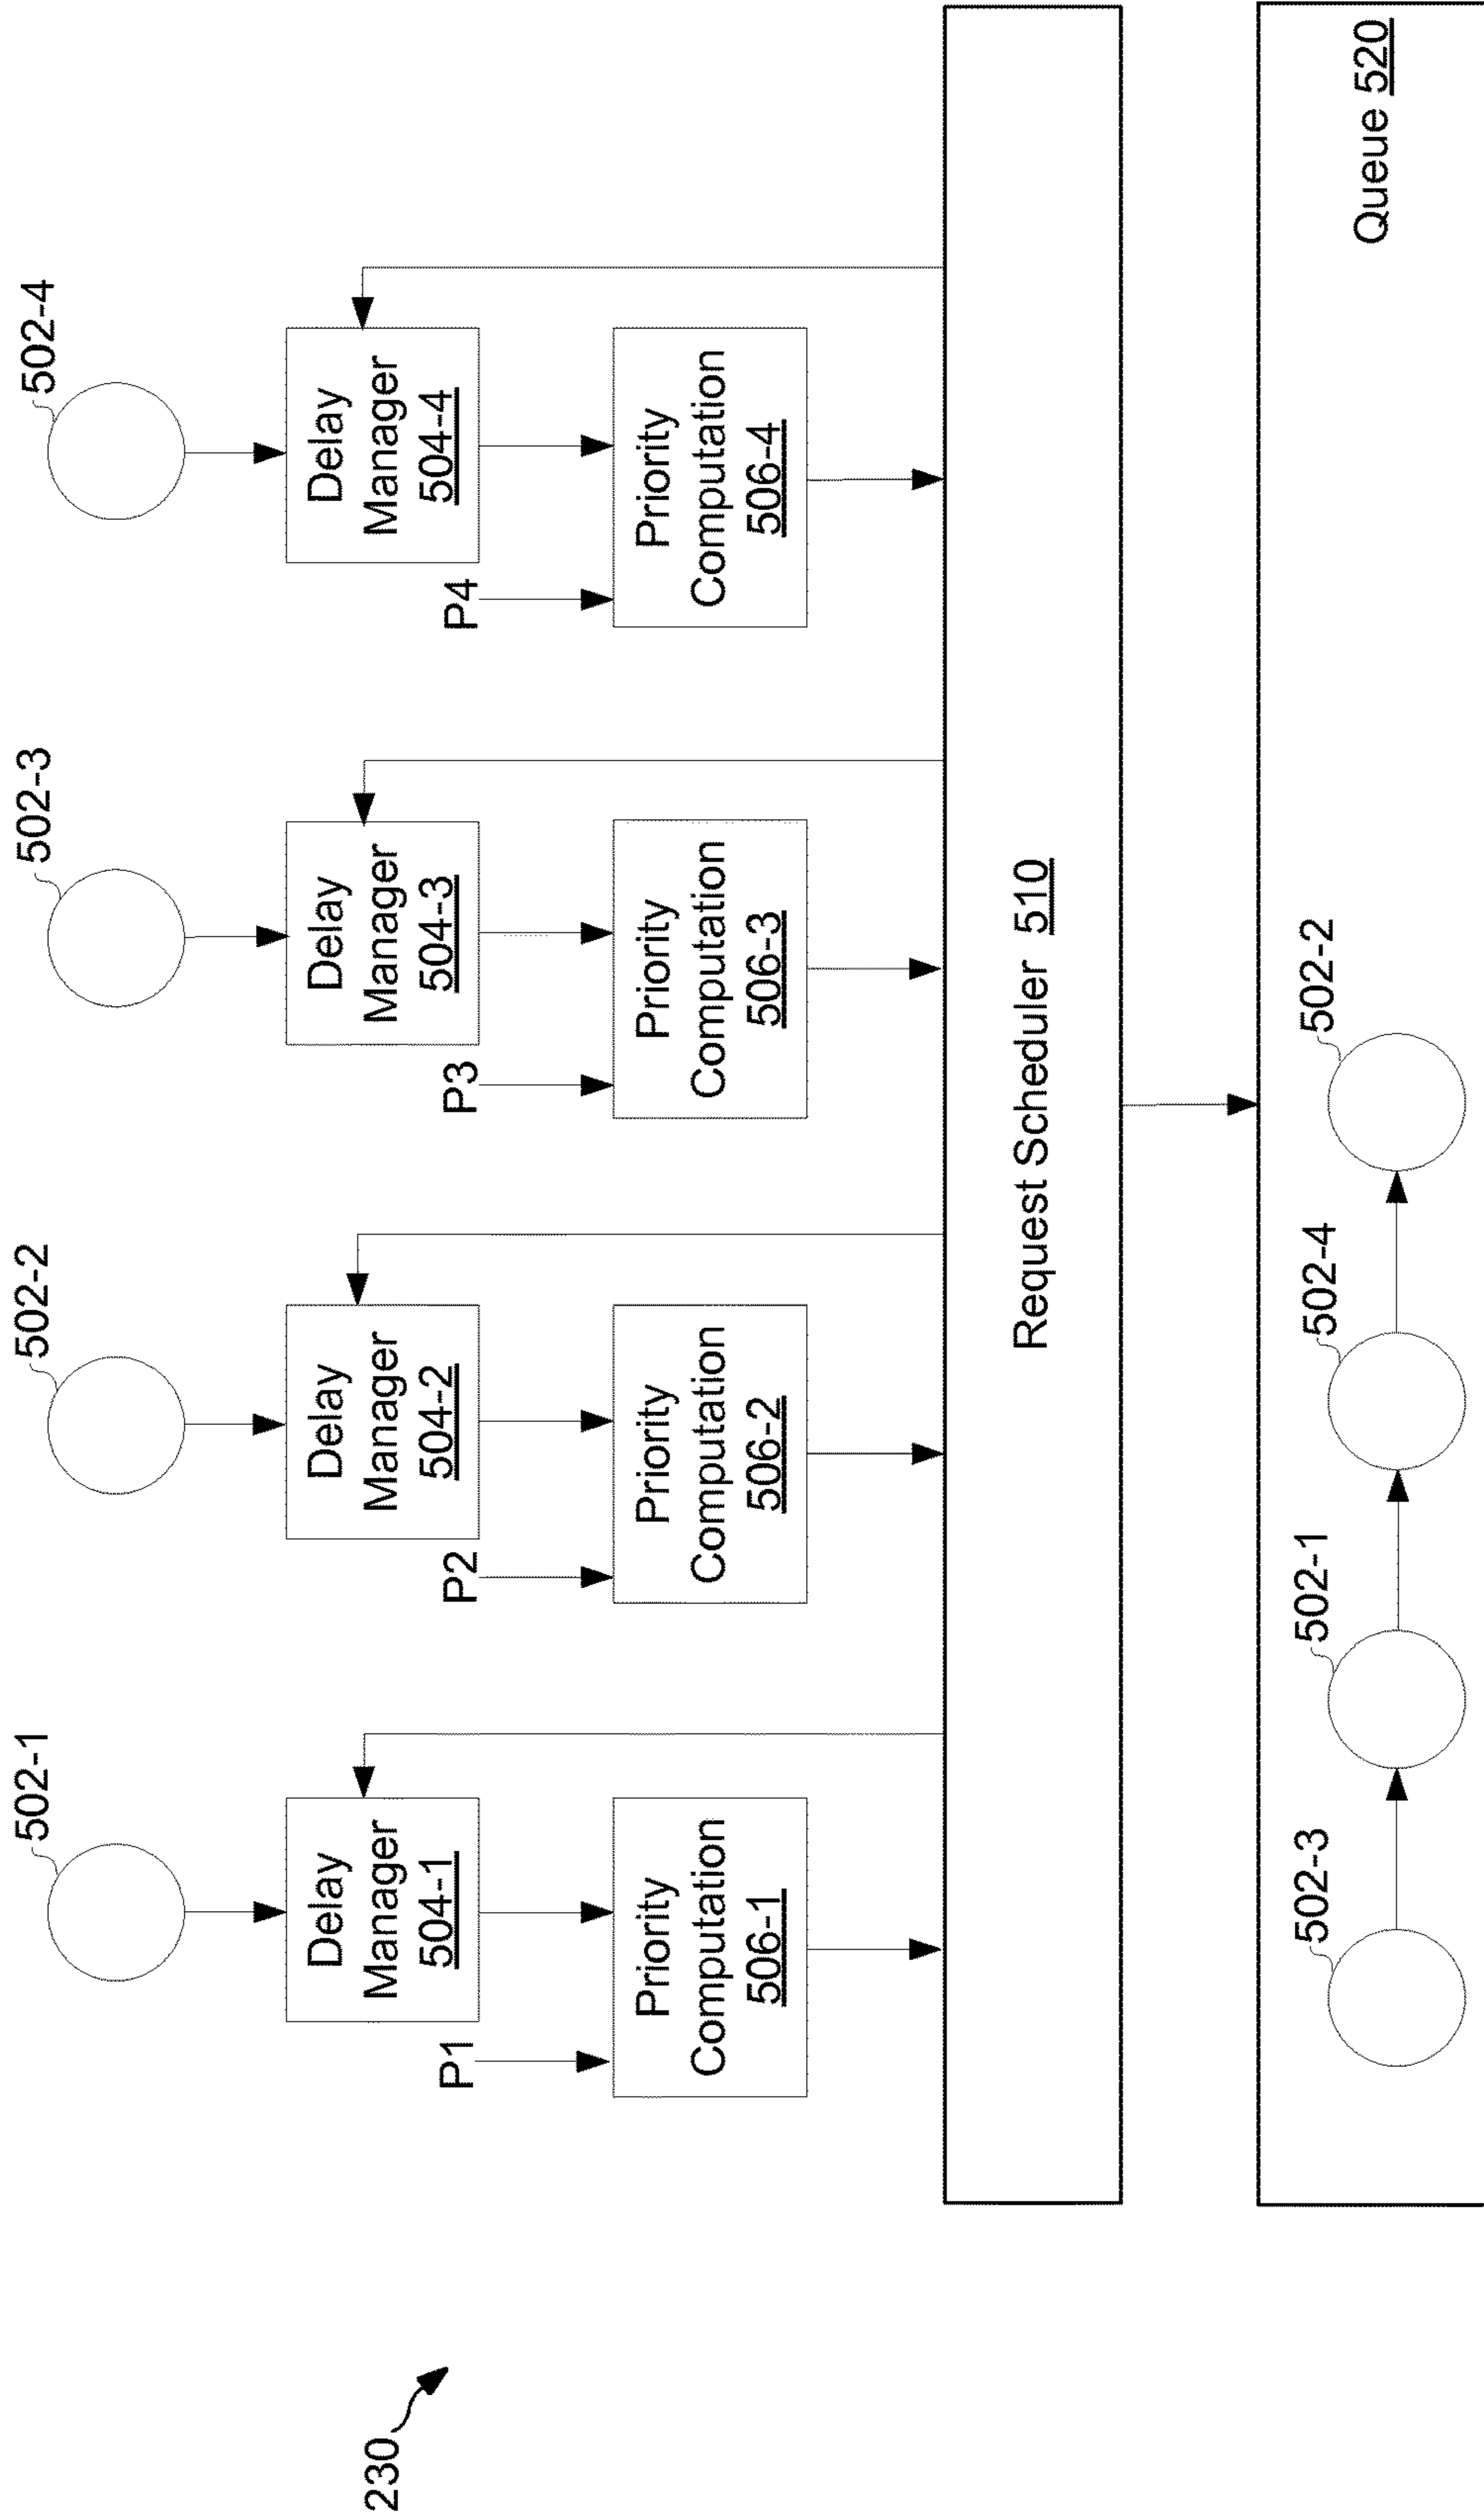 230
502-1
502-2
502-3
502-4
Delay
Manager
504-1
Delay
Manager
504-2
Delay
Manager
504-3
Delay
Manager
504-4
P1
P2
P3
P4
Priority
Computation
506-1
Priority
Computation
506-2
Priority
Computation
506-3
Priority
Computation
506-4
Request Scheduler 510
502-3
502-1
502-4
502-2
Queue 520